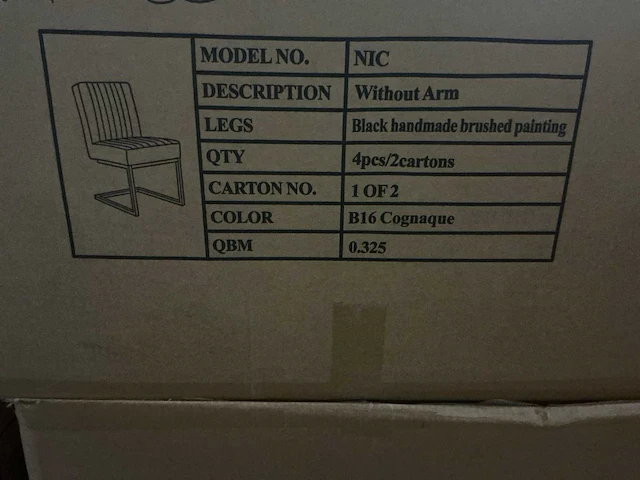 MODEL NO. NIC
DESCRIPTION Without Arm
LEGS Black handmade brushed painting
QTY 4pcs/2cartons
CARTON NO. 1 OF 2
COLOR B16 Cognaque
QBM 0.325